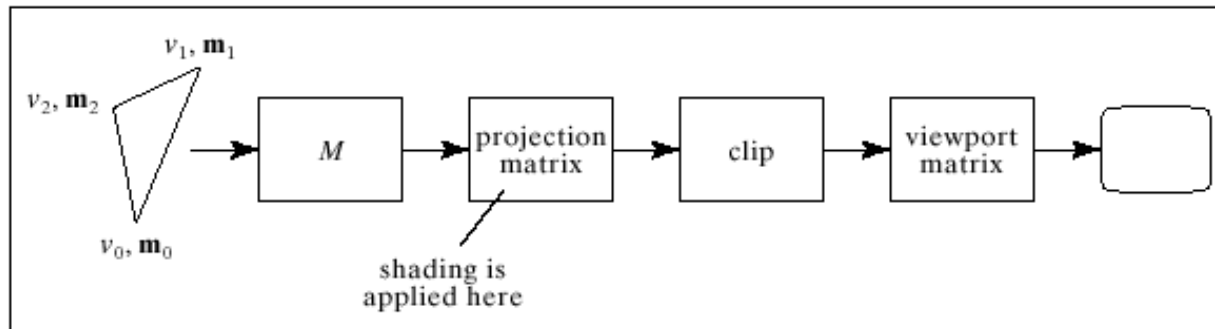 v₁, m₁
v₂, m₂
v₀, m₀
M
projection
matrix
clip
viewport
matrix
shading is
applied here